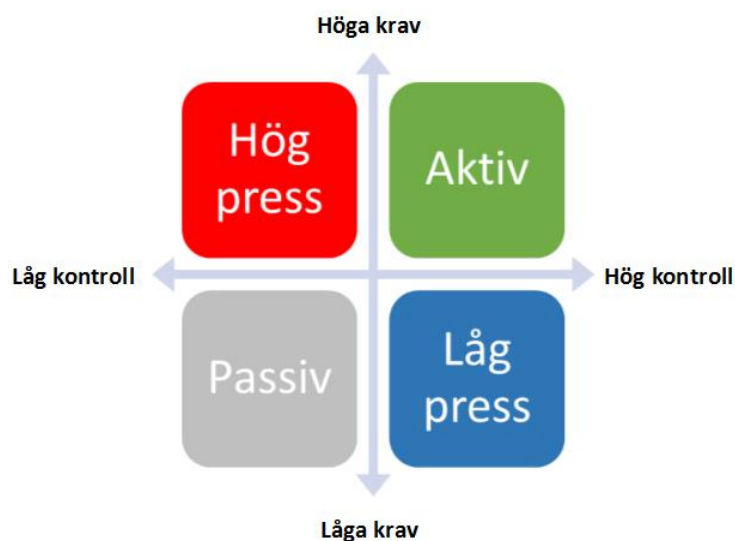 Höga krav
Hög
press
Aktiv
Låg kontroll
Hög kontroll
Passiv
Låg
press
Låga krav